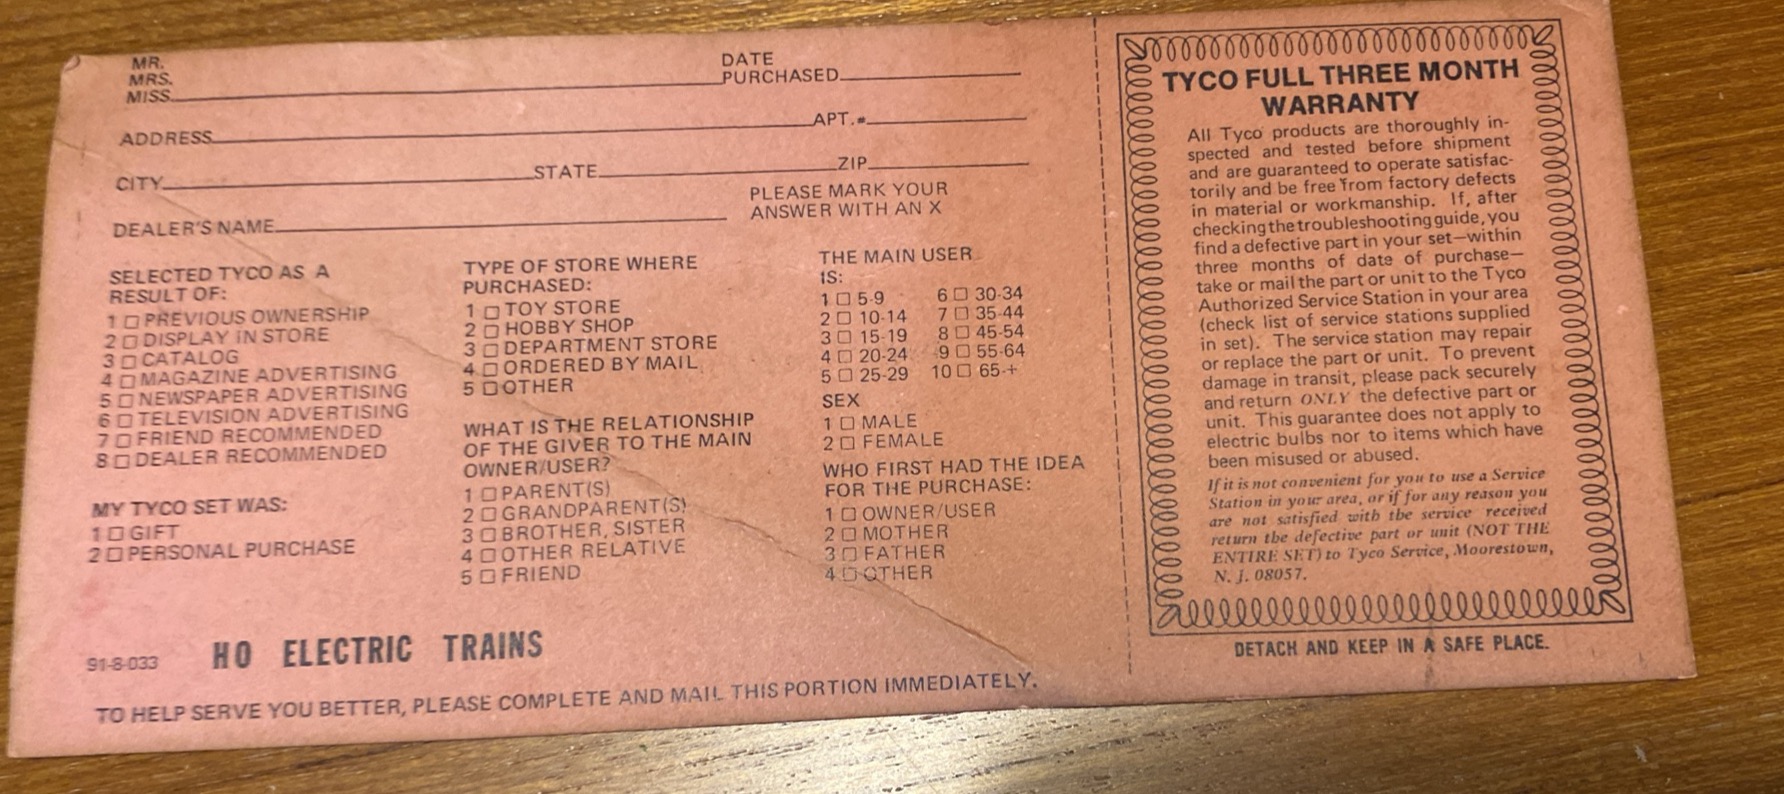 MR.
MRS.
MISS
DATE
PURCHASED
ADDRESS
APT.#
CITY STATE ZIP
DEALER'S NAME
PLEASE MARK YOUR
ANSWER WITH AN X
SELECTED TYCO AS A
RESULT OF:
1 □ PREVIOUS OWNERSHIP
2 □ DISPLAY IN STORE
3 □ CATALOG
4 □ MAGAZINE ADVERTISING
5 □ NEWSPAPER ADVERTISING
6 □ TELEVISION ADVERTISING
7 □ FRIEND RECOMMENDED
8 □ DEALER RECOMMENDED
MY TYCO SET WAS:
1 □ GIFT
2 □ PERSONAL PURCHASE
TYPE OF STORE WHERE
PURCHASED:
1 □ TOY STORE
2 □ HOBBY SHOP
3 □ DEPARTMENT STORE
4 □ ORDERED BY MAIL
5 □ OTHER
WHAT IS THE RELATIONSHIP
OF THE GIVER TO THE MAIN
OWNER/USER?
1 □ PARENT(S)
2 □ GRANDPARENT(S)
3 □ BROTHER, SISTER
4 □ OTHER RELATIVE
5 □ FRIEND
THE MAIN USER
IS:
1 □ 5-9 6 □ 30-34
2 □ 10-14 7 □ 35-44
3 □ 15-19 8 □ 45-54
4 □ 20-24 9 □ 55-64
5 □ 25-29 10 □ 65-+
SEX
1 □ MALE
2 □ FEMALE
WHO FIRST HAD THE IDEA
FOR THE PURCHASE:
1 □ OWNER/USER
2 □ MOTHER
3 □ FATHER
4 □ OTHER
91-8-033 HO ELECTRIC TRAINS
TO HELP SERVE YOU BETTER, PLEASE COMPLETE AND MAIL THIS PORTION IMMEDIATELY.
TYCO FULL THREE MONTH
WARRANTY
All Tyco products are thoroughly in-
spected and tested before shipment
and are guaranteed to operate satisfac-
torily and be free from factory defects
in material or workmanship. If, after
checking the troubleshooting guide, you
find a defective part in your set—within
three months of date of purchase—
take or mail the part or unit to the Tyco
Authorized Service Station in your area
(check list of service stations supplied
in set). The service station may repair
or replace the part or unit. To prevent
damage in transit, please pack securely
and return ONLY the defective part or
unit. This guarantee does not apply to
electric bulbs nor to items which have
been misused or abused.
If it is not convenient for you to use a Service
Station in your area, or if for any reason you
are not satisfied with the service received
return the defective part or unit (NOT THE
ENTIRE SET) to Tyco Service, Moorestown,
N. J. 08057.
DETACH AND KEEP IN A SAFE PLACE.